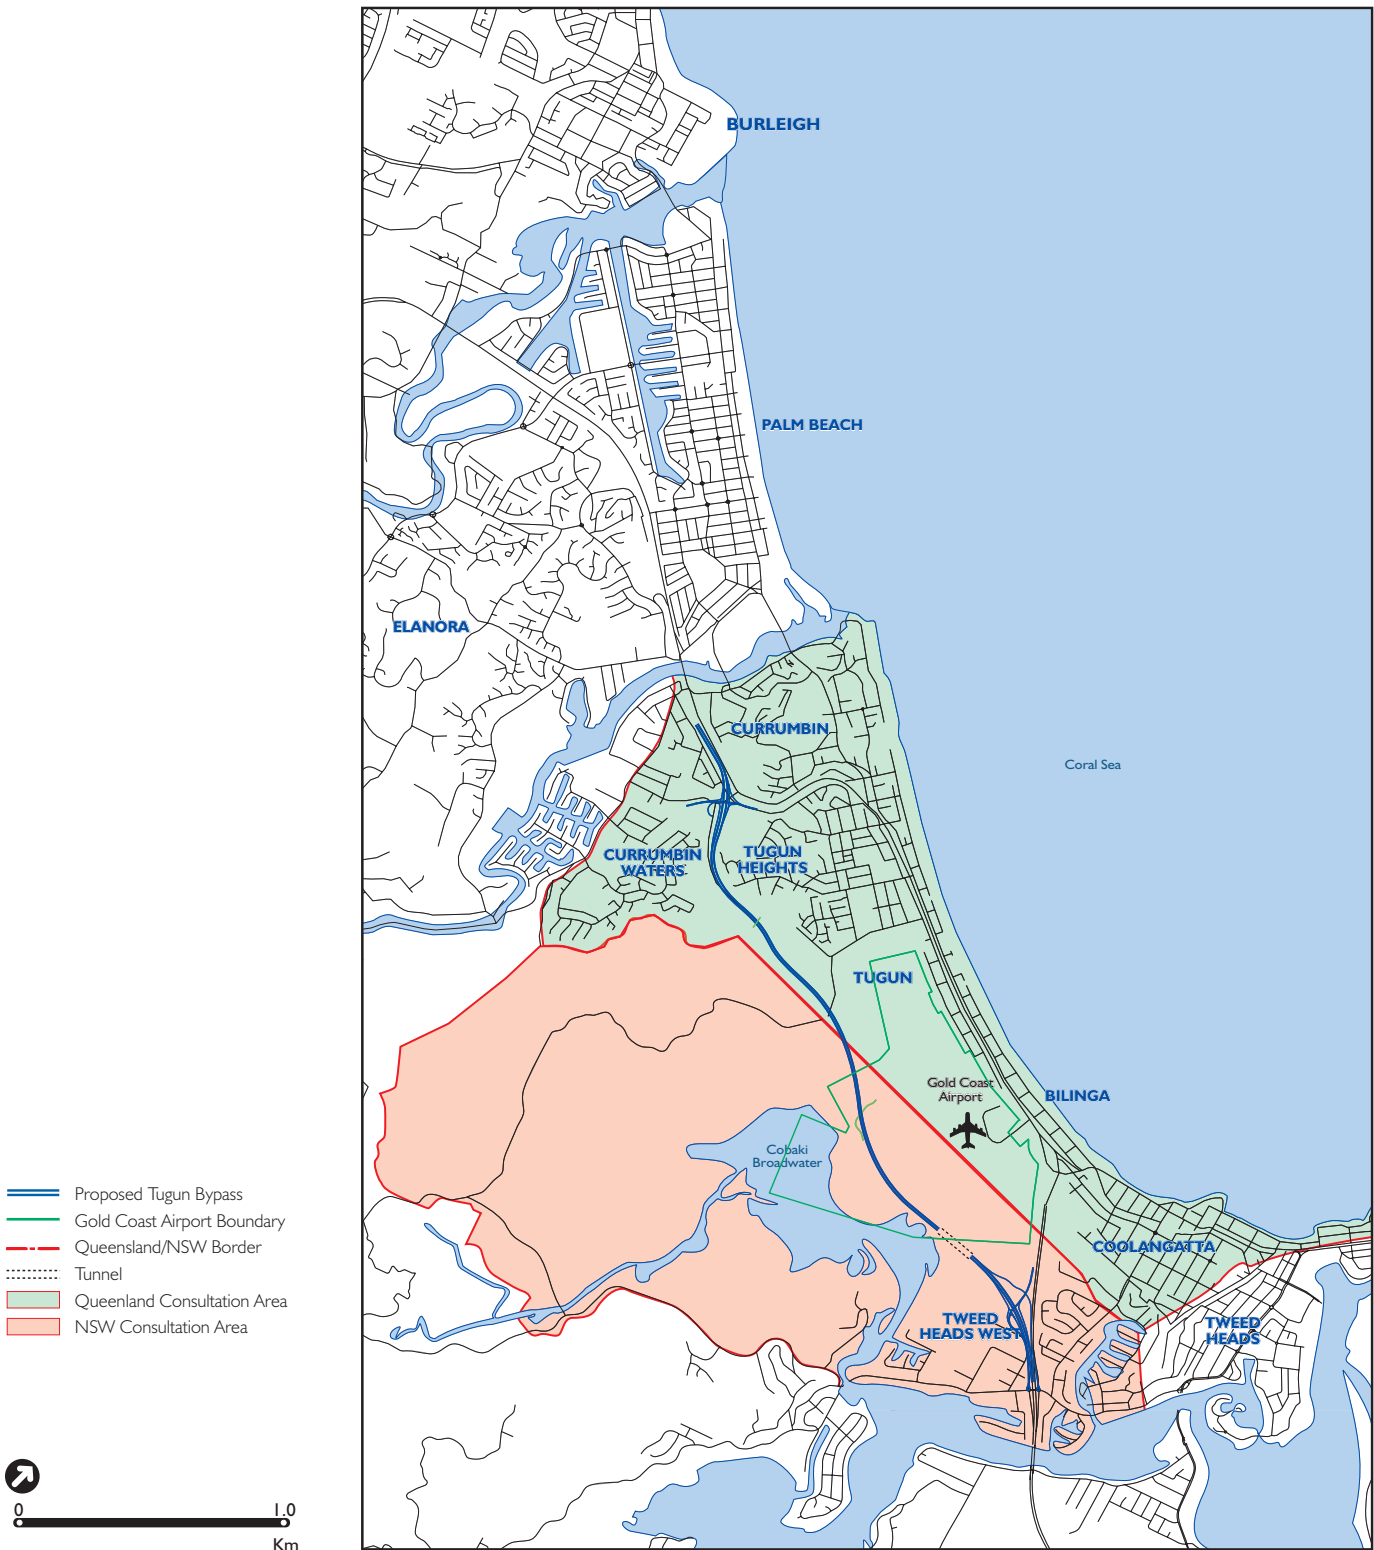 BURLEIGH
PALM BEACH
ELANORA
CURRUMBIN
Coral Sea
CURRUMBIN
WATERS
TUGUN
HEIGHTS
TUGUN
Gold Coast
Airport
BILINGA
Cobaki
Broadwater
COOLANGATTA
TWEED
HEADS WEST
TWEED
HEADS
Proposed Tugun Bypass
Gold Coast Airport Boundary
Queensland/NSW Border
Tunnel
Queenland Consultation Area
NSW Consultation Area
0
1.0
Km